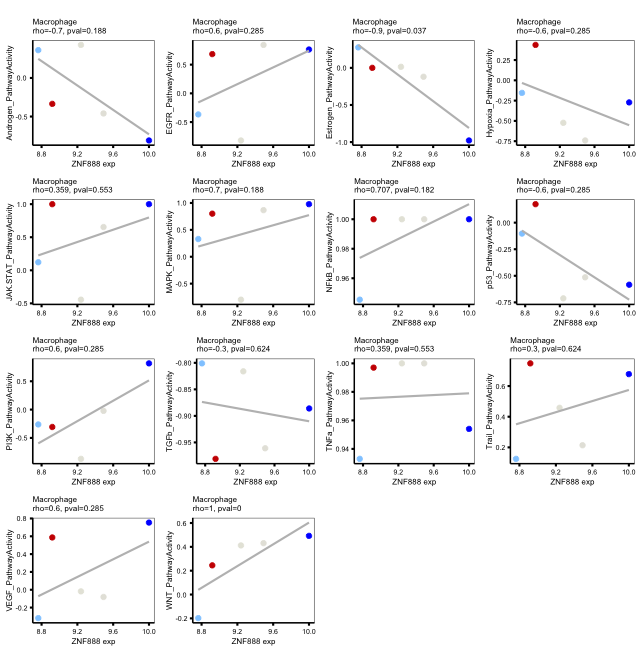 Macrophage
rho=-0.7, pval=0.188
Androgen_PathwayActivity
0.0
-0.5
8.8 9.2 9.6 10.0
ZNF888 exp
Macrophage
rho=0.6, pval=0.285
EGFR_PathwayActivity
0.5
0.0
-0.5
8.8 9.2 9.6 10.0
ZNF888 exp
Macrophage
rho=-0.9, pval=0.037
Estrogen_PathwayActivity
0.0
-0.5
-1.0
8.8 9.2 9.6 10.0
ZNF888 exp
Macrophage
rho=-0.6, pval=0.285
Hypoxia_PathwayActivity
0.25
0.00
-0.25
-0.50
-0.75
8.8 9.2 9.6 10.0
ZNF888 exp
Macrophage
rho=0.359, pval=0.553
JAK.STAT_PathwayActivity
1.0
0.5
0.0
-0.5
8.8 9.2 9.6 10.0
ZNF888 exp
Macrophage
rho=0.7, pval=0.188
MAPK_PathwayActivity
1.0
0.5
0.0
-0.5
8.8 9.2 9.6 10.0
ZNF888 exp
Macrophage
rho=0.707, pval=0.182
NFkB_PathwayActivity
1.00
0.98
0.96
8.8 9.2 9.6 10.0
ZNF888 exp
Macrophage
rho=-0.6, pval=0.285
p53_PathwayActivity
0.00
-0.25
-0.50
-0.75
8.8 9.2 9.6 10.0
ZNF888 exp
Macrophage
rho=0.6, pval=0.285
PI3K_PathwayActivity
0.5
0.0
-0.5
8.8 9.2 9.6 10.0
ZNF888 exp
Macrophage
rho=-0.3, pval=0.624
TGFb_PathwayActivity
-0.80
-0.85
-0.90
-0.95
8.8 9.2 9.6 10.0
ZNF888 exp
Macrophage
rho=0.359, pval=0.553
TNFa_PathwayActivity
1.00
0.98
0.96
0.94
8.8 9.2 9.6 10.0
ZNF888 exp
Macrophage
rho=0.3, pval=0.624
Trail_PathwayActivity
0.6
0.4
0.2
8.8 9.2 9.6 10.0
ZNF888 exp
Macrophage
rho=0.6, pval=0.285
VEGF_PathwayActivity
0.8
0.6
0.4
0.2
0.0
-0.2
8.8 9.2 9.6 10.0
ZNF888 exp
Macrophage
rho=1, pval=0
WNT_PathwayActivity
0.6
0.4
0.2
0.0
-0.2
8.8 9.2 9.6 10.0
ZNF888 exp